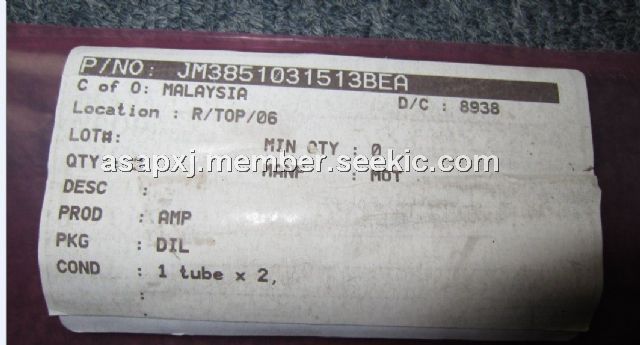 P/NO: JM3851031513BEA
C of O: MALAYSIA D/C : 8938
Location : R/TOP/06
LOT#: MIN QTY : 0
asapxj.member.seekic.com
QTY MANF : MOT
DESC :
PROD : AMP
PKG : DIL
COND : 1 tube x 2,
: